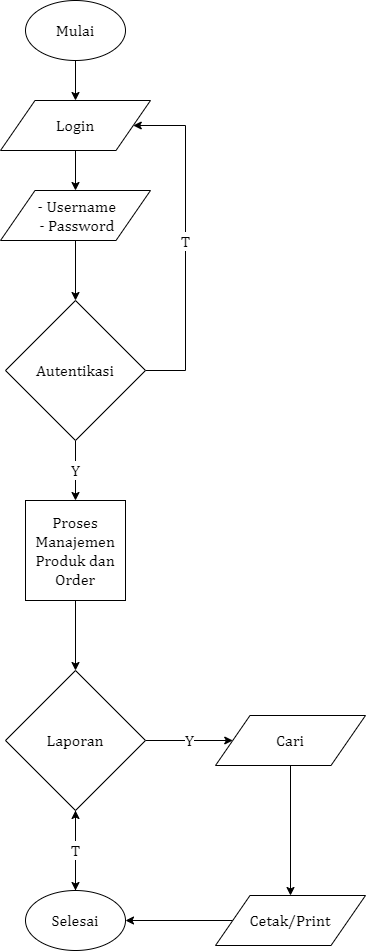 Mulai
Login
- Username
- Password
T
Autentikasi
Y
Proses
Manajemen
Produk dan
Order
Laporan
Y
Cari
T
Selesai
Cetak/Print